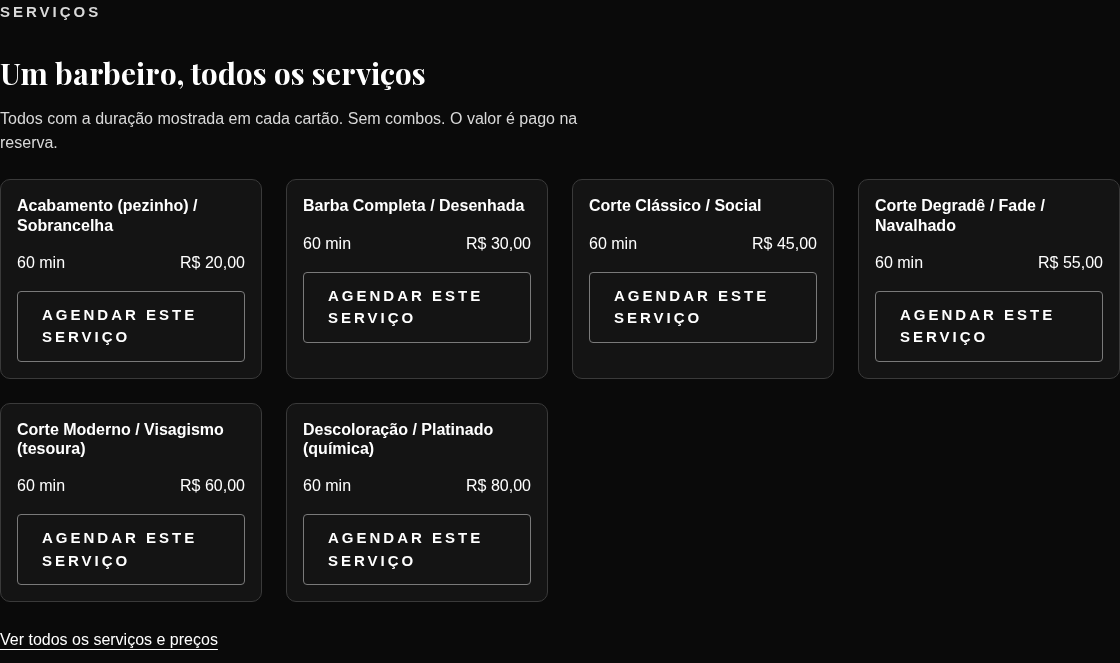 SERVIÇOS
Um barbeiro, todos os serviços
Todos com a duração mostrada em cada cartão. Sem combos. O valor é pago na
reserva.
Acabamento (pezinho) /
Sobrancelha
60 min R$ 20,00
AGENDAR ESTE
SERVIÇO
Barba Completa / Desenhada
60 min R$ 30,00
AGENDAR ESTE
SERVIÇO
Corte Clássico / Social
60 min R$ 45,00
AGENDAR ESTE
SERVIÇO
Corte Degradê / Fade /
Navalhado
60 min R$ 55,00
AGENDAR ESTE
SERVIÇO
Corte Moderno / Visagismo
(tesoura)
60 min R$ 60,00
AGENDAR ESTE
SERVIÇO
Descoloração / Platinado
(química)
60 min R$ 80,00
AGENDAR ESTE
SERVIÇO
Ver todos os serviços e preços